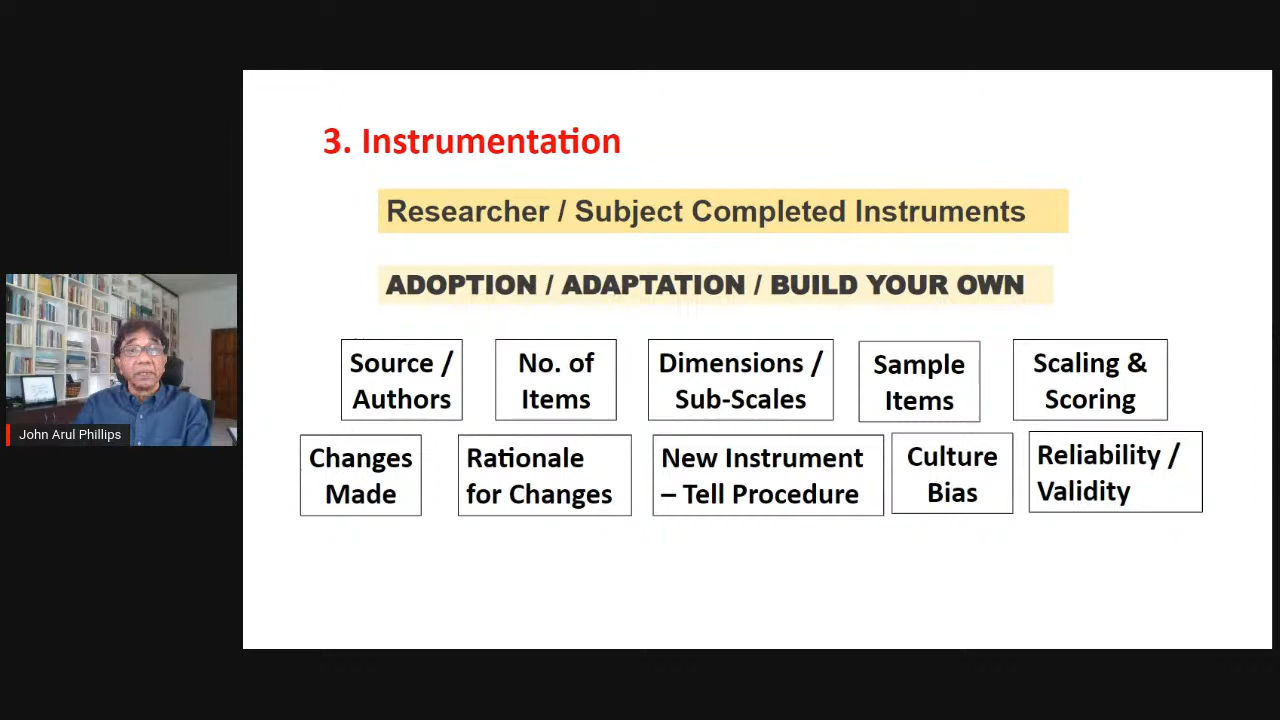 3. Instrumentation
Researcher / Subject Completed Instruments
ADOPTION / ADAPTATION / BUILD YOUR OWN
Source /
Authors
No. of
Items
Dimensions /
Sub-Scales
Sample
Items
Scaling &
Scoring
Changes
Made
Rationale
for Changes
New Instrument
– Tell Procedure
Culture
Bias
Reliability /
Validity
John Arul Phillips